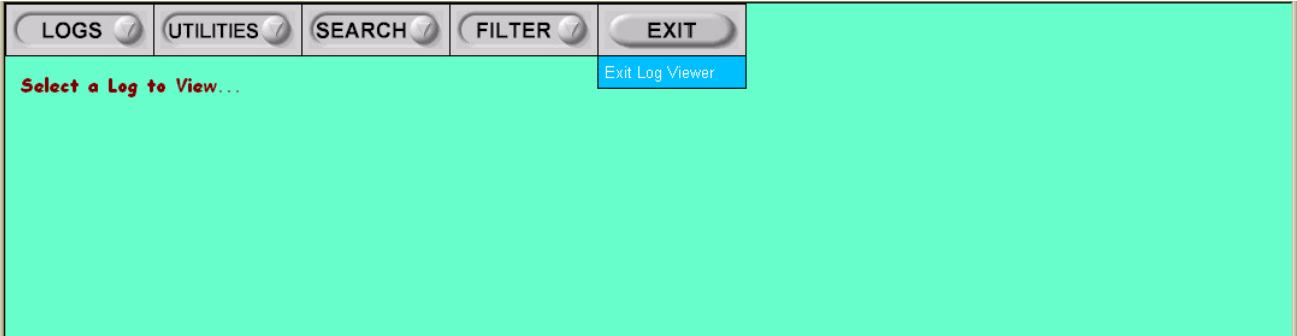 LOGS UTILITIES SEARCH FILTER EXIT
Exit Log Viewer
Select a Log to View...